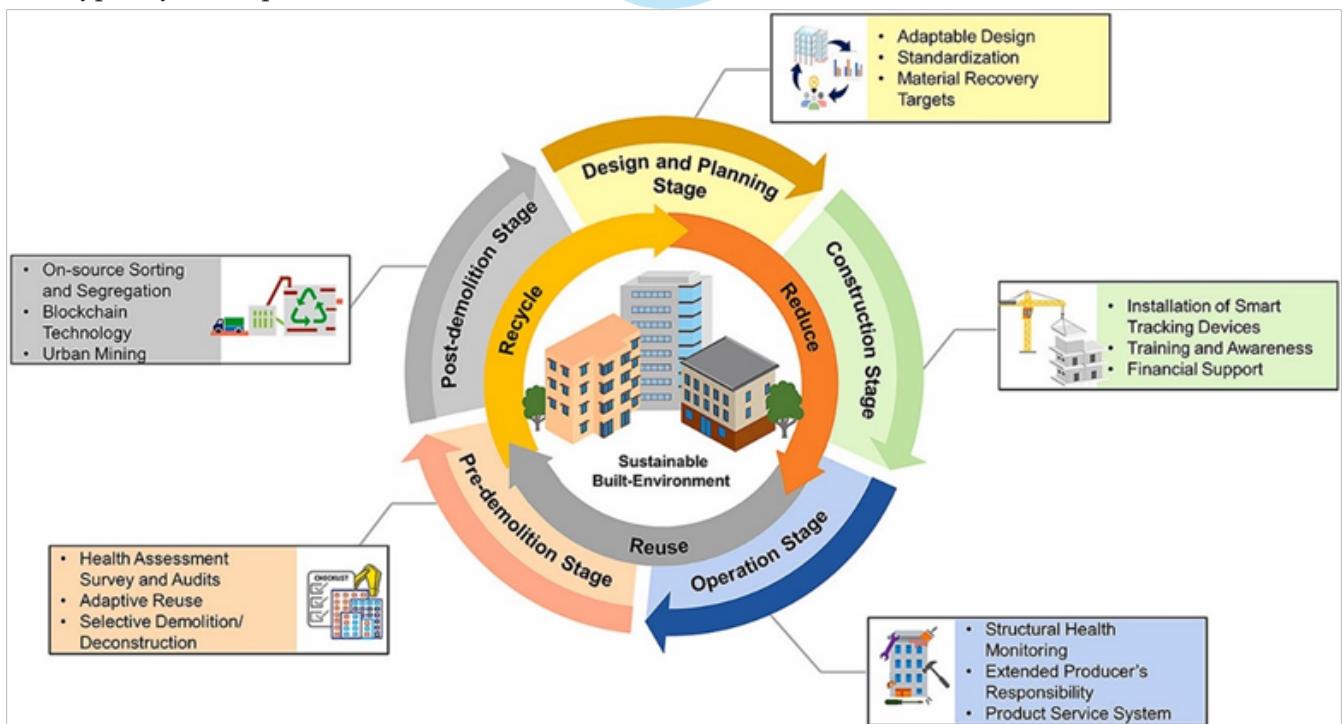 • Adaptable Design
• Standardization
• Material Recovery
Targets
Design and Planning
Stage
Construction Stage
• Installation of Smart
Tracking Devices
• Training and Awareness
• Financial Support
Operation Stage
• Structural Health
Monitoring
• Extended Producer's
Responsibility
• Product Service System
Pre-demolition Stage
• Health Assessment
Survey and Audits
• Adaptive Reuse
• Selective Demolition/
Deconstruction
CHECKLIST
Post-demolition Stage
• On-source Sorting
and Segregation
• Blockchain
Technology
• Urban Mining
Recycle
Reduce
Reuse
Sustainable
Built-Environment